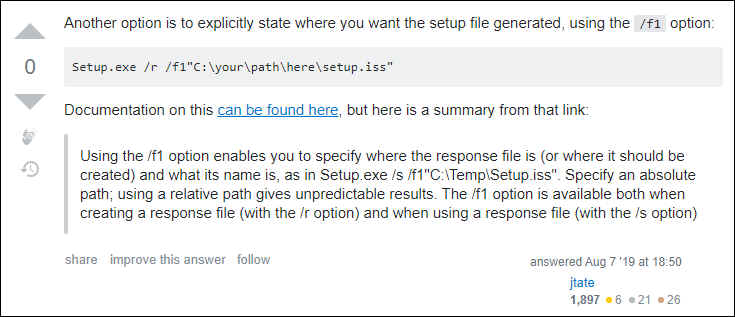 Another option is to explicitly state where you want the setup file generated, using the /f1 option:
0
Setup.exe /r /f1"C:\your\path\here\setup.iss"
Documentation on this can be found here, but here is a summary from that link:
Using the /f1 option enables you to specify where the response file is (or where it should be
created) and what its name is, as in Setup.exe /s /f1"C:\Temp\Setup.iss". Specify an absolute
path; using a relative path gives unpredictable results. The /f1 option is available both when
creating a response file (with the /r option) and when using a response file (with the /s option)
share improve this answer follow
answered Aug 7 '19 at 18:50
jtate
1,897 6 21 26